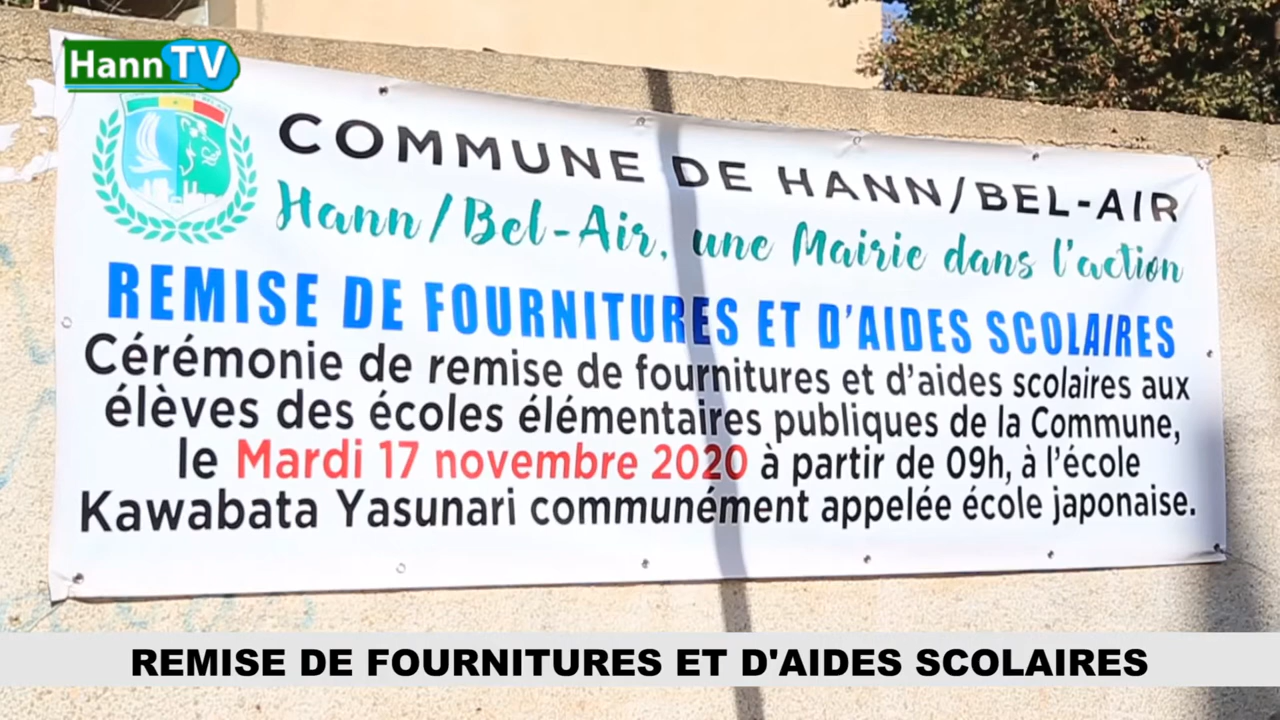 Hann TV
COMMUNE DE HANN/BEL-AIR
Hann/Bel-Air, une Mairie dans l'action
REMISE DE FOURNITURES ET D'AIDES SCOLAIRES
Cérémonie de remise de fournitures et d'aides scolaires aux
élèves des écoles élémentaires publiques de la Commune,
le Mardi 17 novembre 2020 à partir de 09h, à l'école
Kawabata Yasunari communément appelée école japonaise.
REMISE DE FOURNITURES ET D'AIDES SCOLAIRES